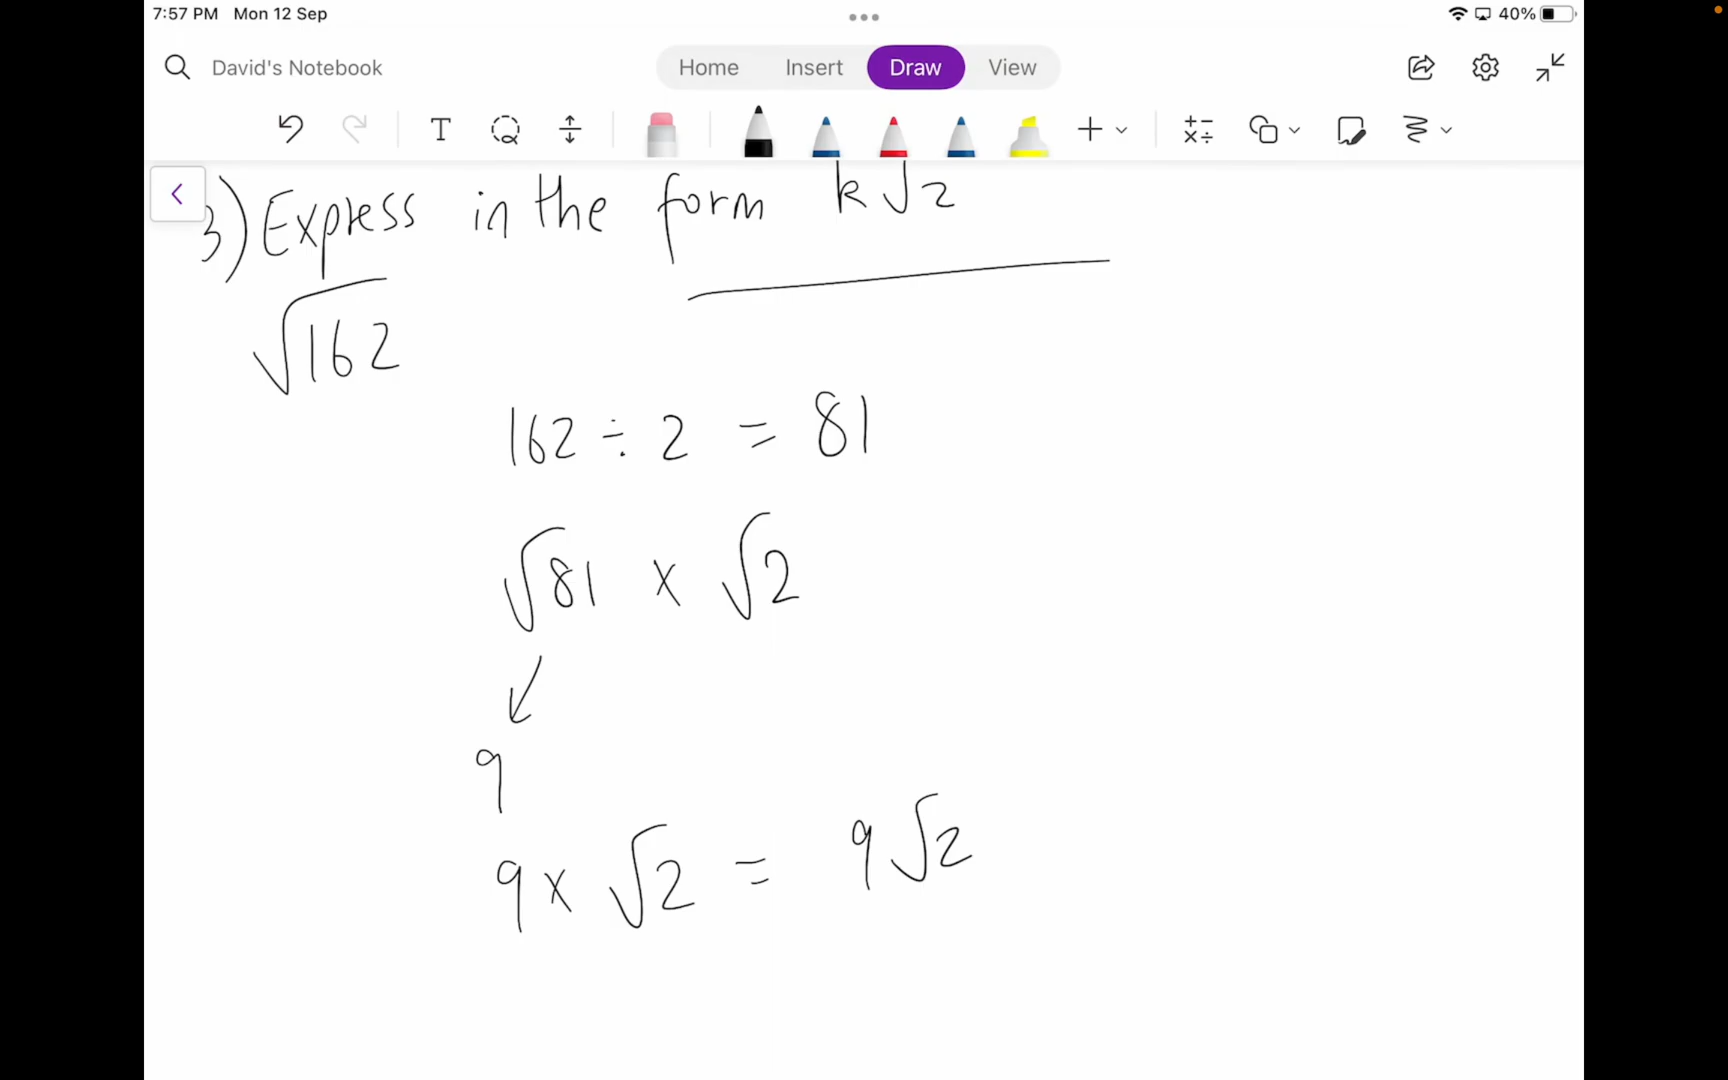 7:57 PM Mon 12 Sep 40%
David's Notebook Home Insert Draw View
T
3) Express in the form k√2
√162
162 ÷ 2 = 81
√81 x √2
9
9 x √2 = 9√2